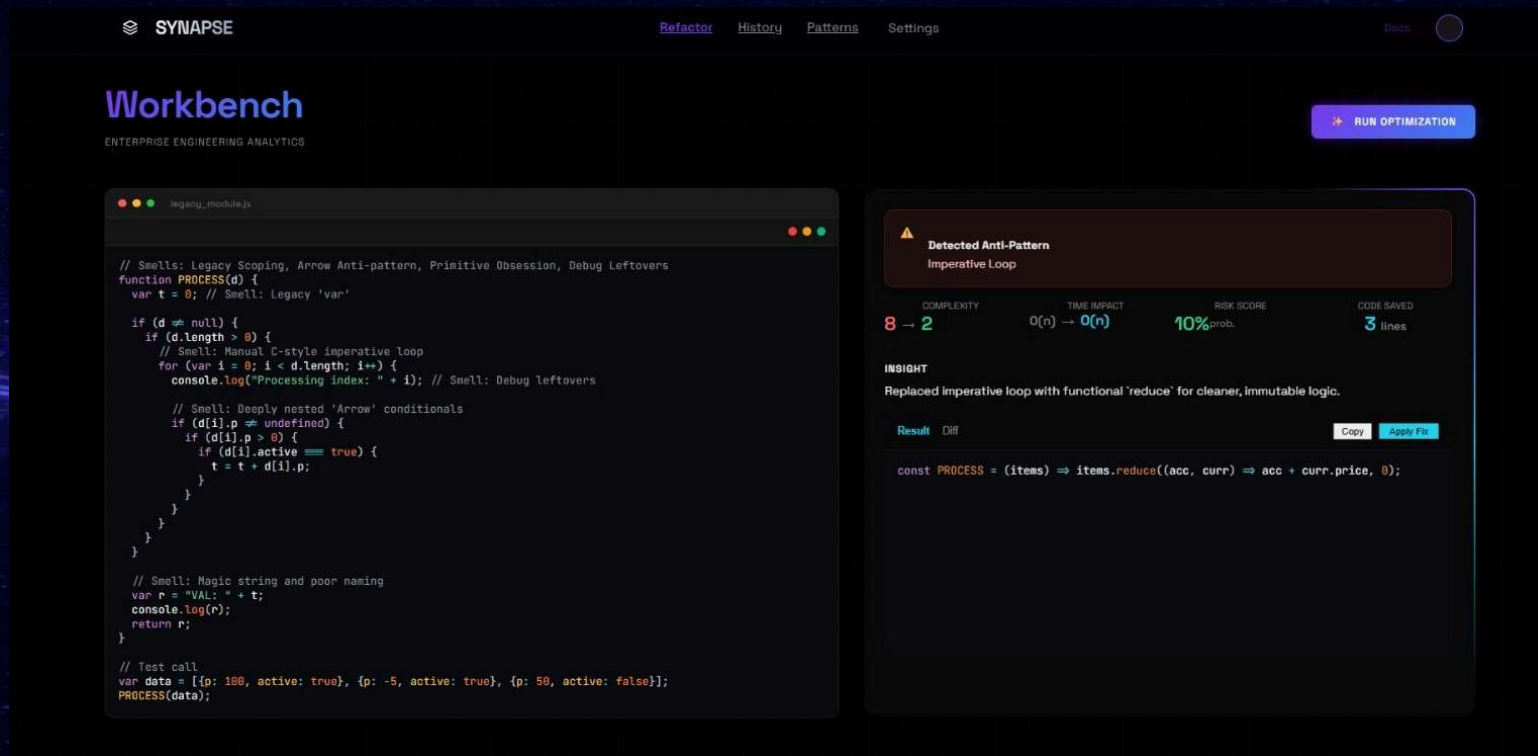 SYNAPSE
Refactor History Patterns Settings
Docs
Workbench
ENTERPRISE ENGINEERING ANALYTICS
RUN OPTIMIZATION
legacy_module.js
// Smells: Legacy Scoping, Arrow Anti-pattern, Primitive Obsession, Debug Leftovers
function PROCESS(d) {
  var t = 0; // Smell: Legacy 'var'
  if (d ≠ null) {
    if (d.length > 0) {
      // Smell: Manual C-style imperative loop
      for (var i = 0; i < d.length; i++) {
        console.log("Processing index: " + i); // Smell: Debug leftovers
        // Smell: Deeply nested 'Arrow' conditionals
        if (d[i].p ≠ undefined) {
          if (d[i].p > 0) {
            if (d[i].active === true) {
              t = t + d[i].p;
            }
          }
        }
      }
    }
  }
  // Smell: Magic string and poor naming
  var r = "VAL: " + t;
  console.log(r);
  return r;
}
// Test call
var data = [{p: 100, active: true}, {p: -5, active: true}, {p: 50, active: false}];
PROCESS(data);
Detected Anti-Pattern
Imperative Loop
COMPLEXITY TIME IMPACT RISK SCORE CODE SAVED
8 → 2 O(n) → O(n) 10% prob. 3 lines
INSIGHT
Replaced imperative loop with functional `reduce` for cleaner, immutable logic.
Result Diff Copy Apply Fix
const PROCESS = (items) ⇒ items.reduce((acc, curr) ⇒ acc + curr.price, 0);